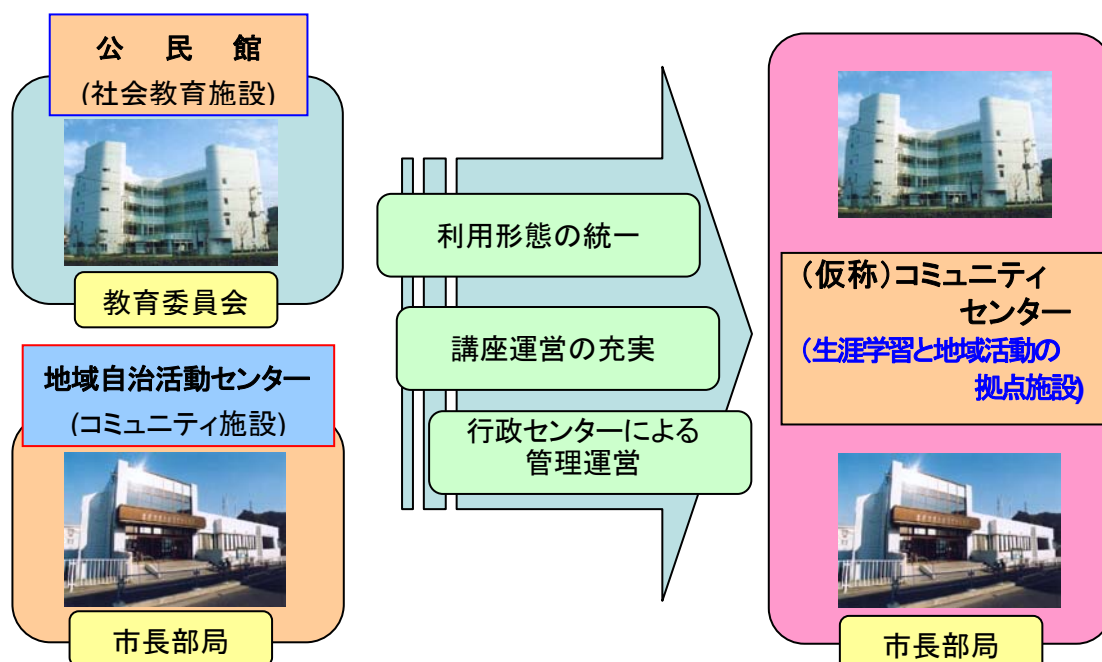 公 民 館
(社会教育施設)
教育委員会
地域自治活動センター
(コミュニティ施設)
市長部局
利用形態の統一
講座運営の充実
行政センターによる
管理運営
(仮称)コミュニティ
センター
(生涯学習と地域活動の
拠点施設)
市長部局